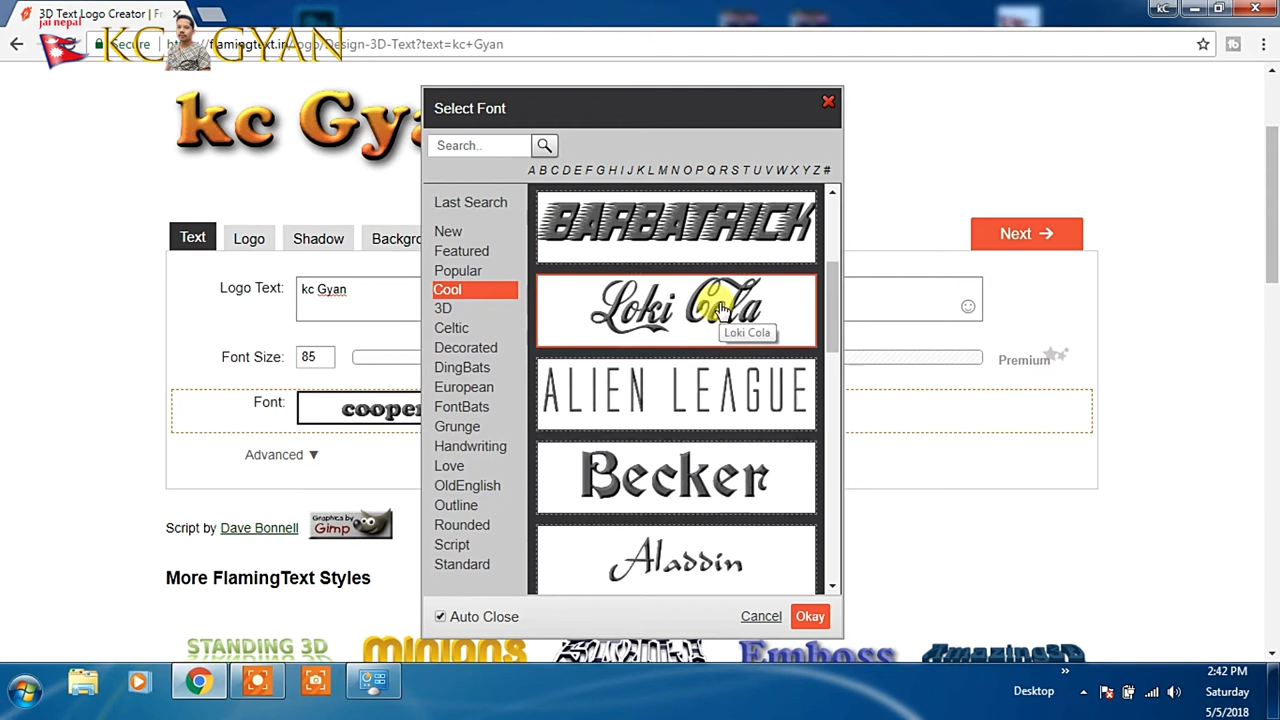 3D Text Logo Creator | Fr
jai nepal
KC GYAN
kC
Secure
flamingtext.in/logo/Design-3D-Text?text=kc+Gyan
kc Gya
Select Font
Search..
A B C D E F G H I J K L M N O P Q R S T U V W X Y Z #
Last Search
New
Featured
Popular
Cool
3D
Celtic
Decorated
DingBats
European
FontBats
Grunge
Handwriting
Love
OldEnglish
Outline
Rounded
Script
Standard
BARBATRICK
Loki Cola
Loki Cola
ALIEN LEAGUE
Becker
Aladdin
Auto Close
Cancel
Okay
Text
Logo
Shadow
Backgro
Next →
Logo Text:
kc Gyan
Font Size:
85
Premium
Font:
cooper
Advanced ▼
Script by Dave Bonnell
Graphics by
Gimp
More FlamingText Styles
STANDING 3D
minions
Emboss
Amazing3D
Desktop
2:42 PM
Saturday
5/5/2018